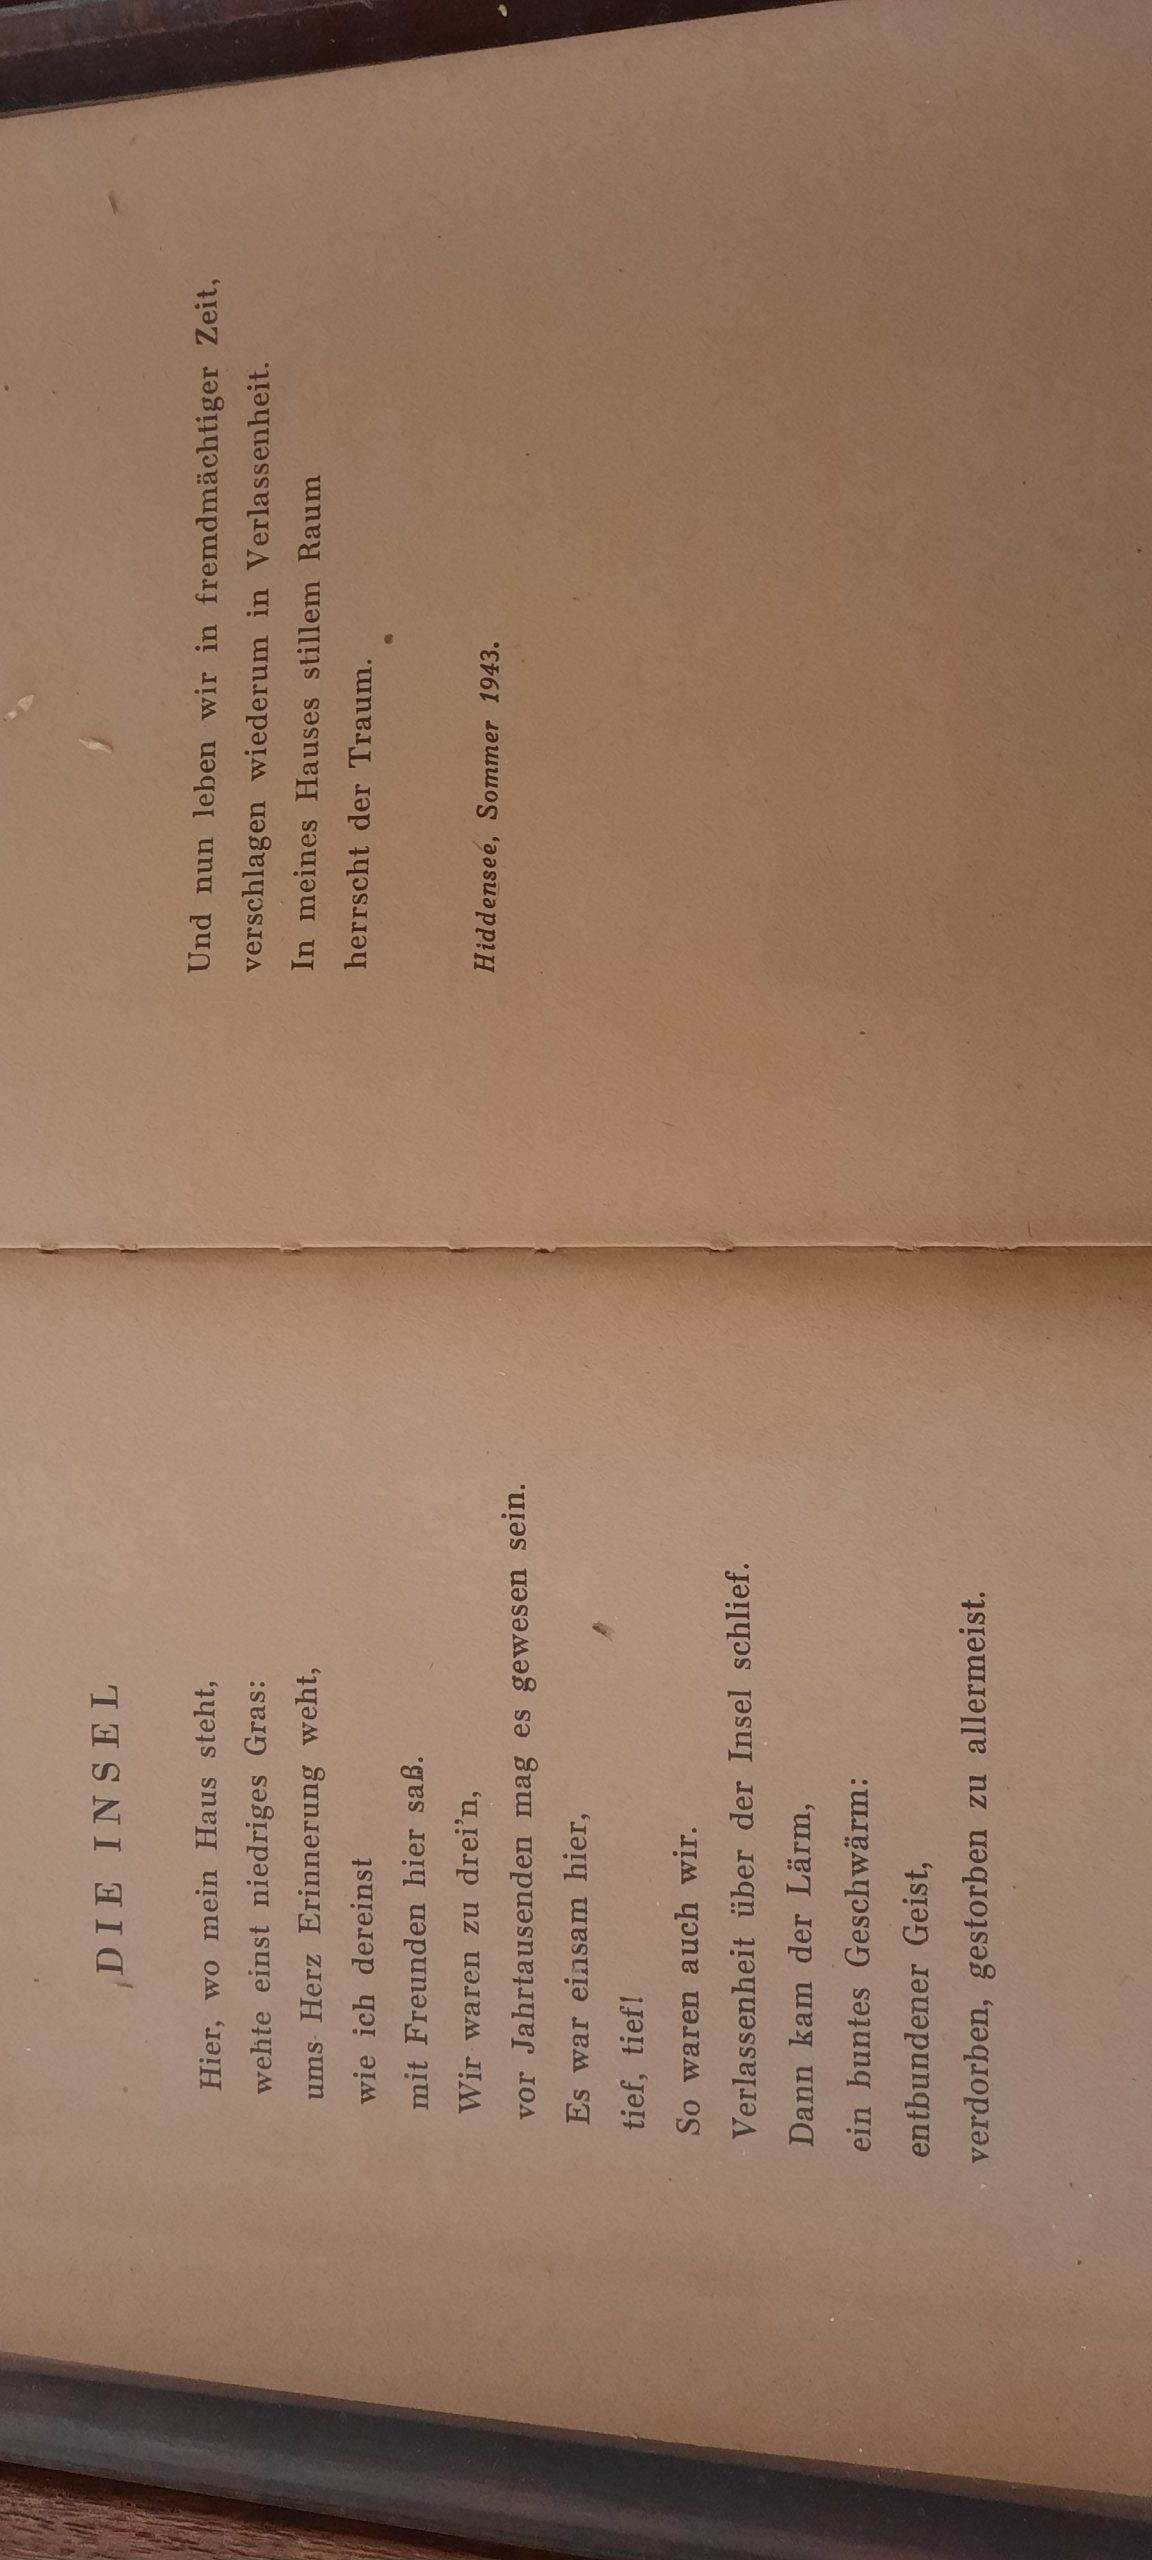 DIE INSEL
Hier, wo mein Haus steht,
wehte einst niedriges Gras:
ums Herz Erinnerung weht,
wie ich dereinst
mit Freunden hier saß.
Wir waren zu drei'n,
vor Jahrtausenden mag es gewesen sein.
Es war einsam hier,
tief, tief!
So waren auch wir.
Verlassenheit über der Insel schlief.
Dann kam der Lärm,
ein buntes Geschwärm:
entbundener Geist,
verdorben, gestorben zu allermeist.
Und nun leben wir in fremdmächtiger Zeit,
verschlagen wiederum in Verlassenheit.
In meines Hauses stillem Raum
herrscht der Traum.
Hiddensee, Sommer 1943.